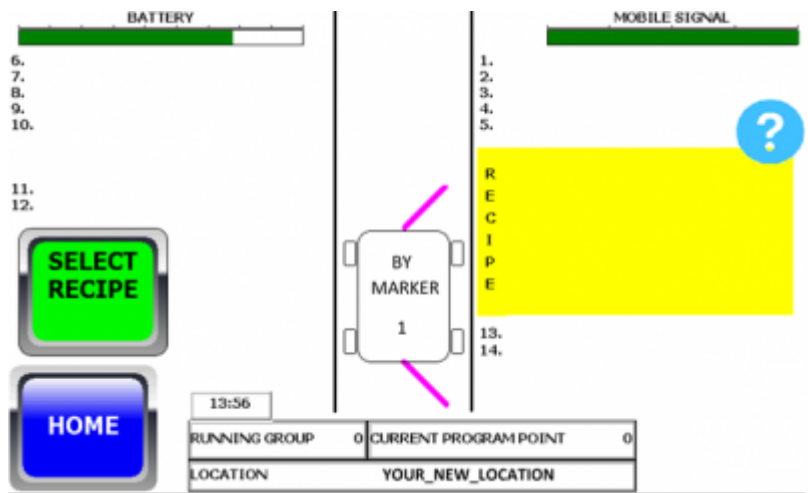 BATTERY
MOBILE SIGNAL
6.
7.
8.
9.
10.
11.
12.
1.
2.
3.
4.
5.
?
RECIPE
SELECT
RECIPE
BY
MARKER
1
13.
14.
HOME
13:56
RUNNING GROUP 0 CURRENT PROGRAM POINT 0
LOCATION YOUR_NEW_LOCATION